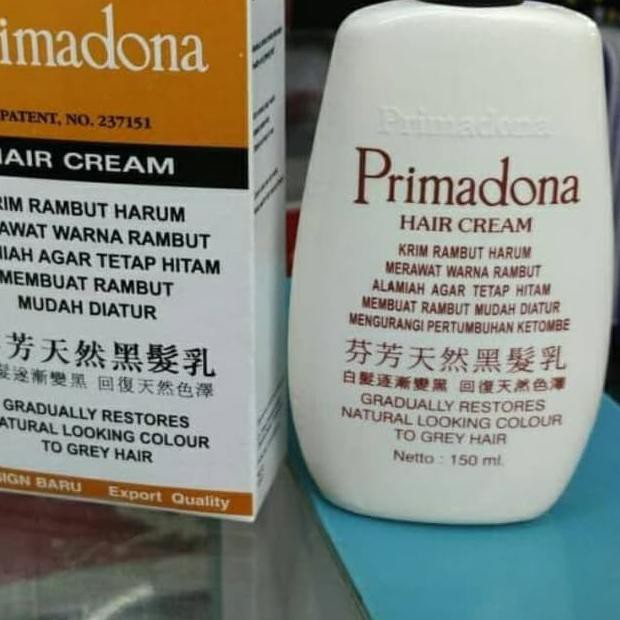 imadona
PATENT, NO. 237151
HAIR CREAM
RIM RAMBUT HARUM
AWAT WARNA RAMBUT
IAH AGAR TETAP HITAM
MEMBUAT RAMBUT
MUDAH DIATUR
芳天然黑髮乳
髮逐漸變黑 回復天然色澤
GRADUALLY RESTORES
ATURAL LOOKING COLOUR
TO GREY HAIR
SIGN BARU Export Quality
Primadona
Primadona
HAIR CREAM
KRIM RAMBUT HARUM
MERAWAT WARNA RAMBUT
ALAMIAH AGAR TETAP HITAM
MEMBUAT RAMBUT MUDAH DIATUR
MENGURANGI PERTUMBUHAN KETOMBE
芬芳天然黑髮乳
白髮逐漸變黑 回復天然色澤
GRADUALLY RESTORES
NATURAL LOOKING COLOUR
TO GREY HAIR
Netto : 150 ml.